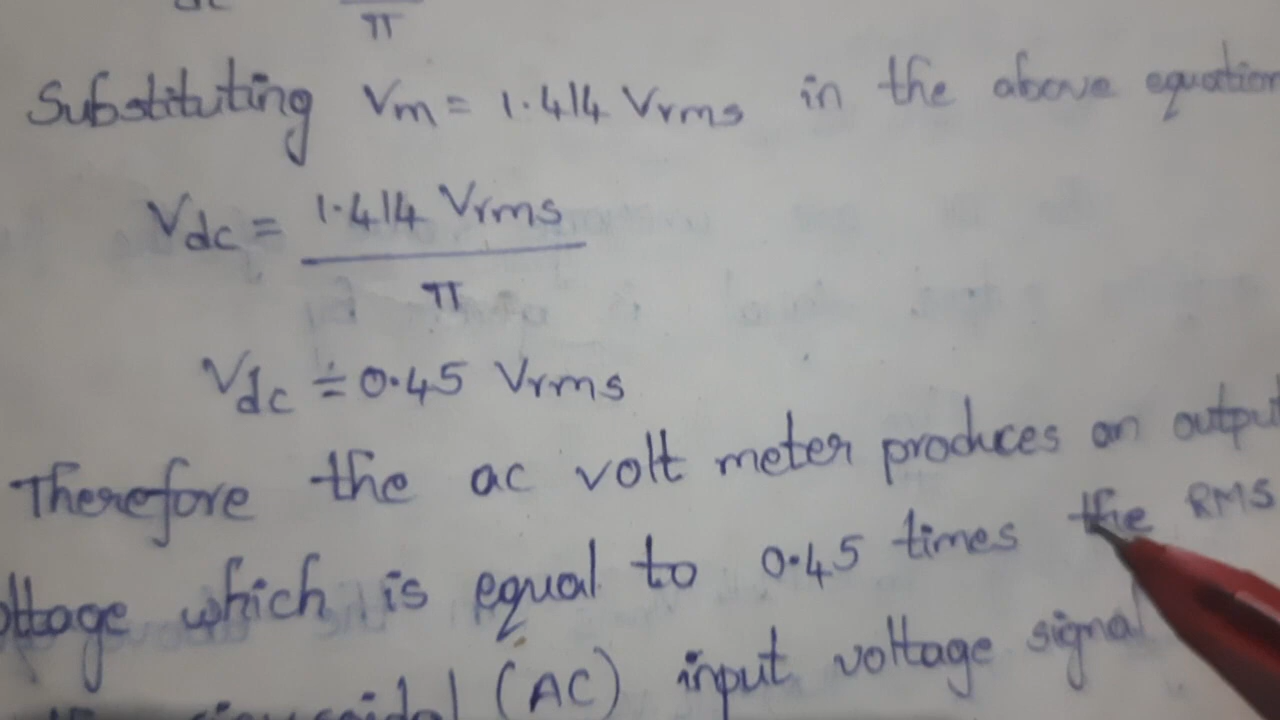 π
Substituting Vm = 1.414 Vrms in the above equation
Vdc = 1.414 Vrms
π
Vdc = 0.45 Vrms
Therefore the ac volt meter produces an output
oltage which is equal to 0.45 times the RMS
(AC) input voltage signal